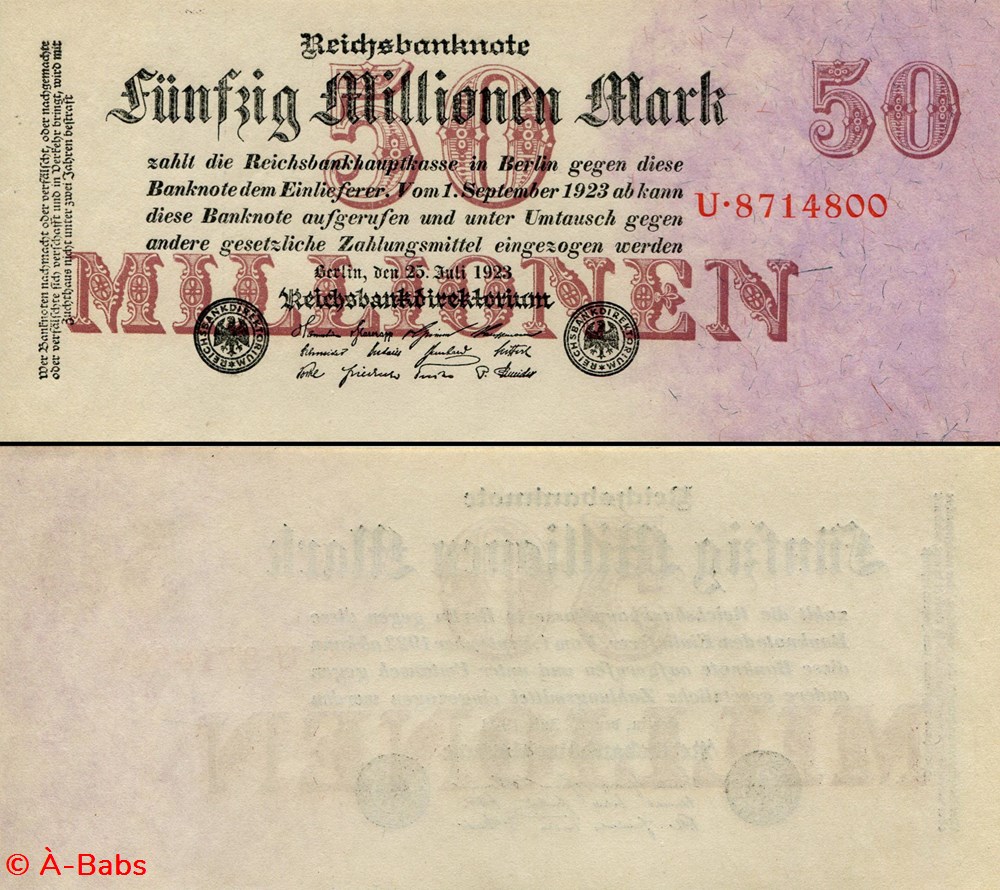 Reichsbanknote
50
Fünfzig Millionen Mark
50
zahlt die Reichsbankhauptkasse in Berlin gegen diese
Banknote dem Einlieferer. Vom 1. September 1923 ab kann
diese Banknote aufgerufen und unter Umtausch gegen
andere gesetzliche Zahlungsmittel eingezogen werden
U·8714800
MILLIONEN
Berlin, den 25. Juli 1923
Reichsbankdirektorium
REICHSBANKDIREKTORIUM
REICHSBANKDIREKTORIUM
Wer Banknoten nachmacht oder verfälscht, oder nachgemachte
oder verfälschte sich verschafft und in Verkehr bringt, wird mit
Zuchthaus nicht unter zwei Jahren bestraft
© À-Babs